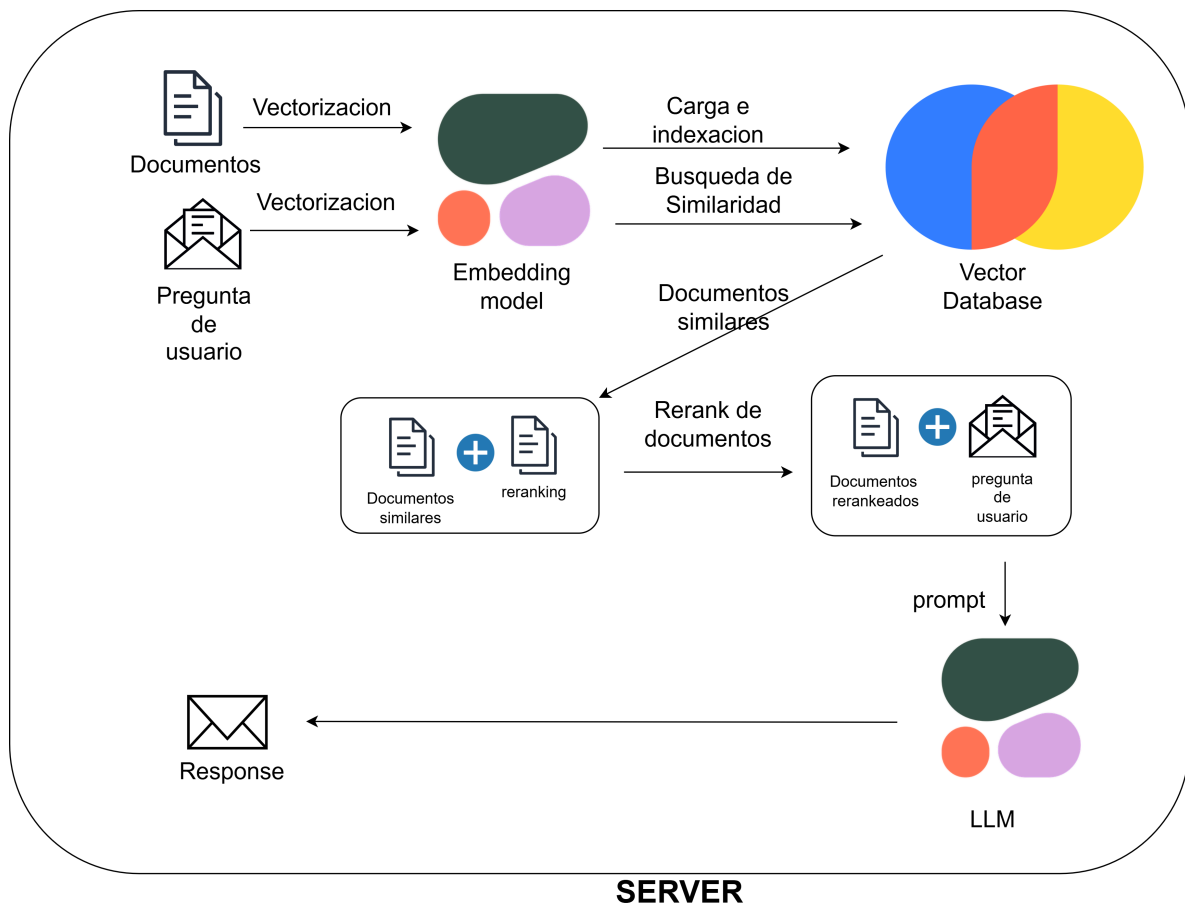 Documentos
Vectorizacion
Carga e
indexacion
Pregunta
de
usuario
Vectorizacion
Embedding
model
Busqueda de
Similaridad
Vector
Database
Documentos
similares
Documentos
similares
reranking
Rerank de
documentos
Documentos
rerankeados
pregunta
de
usuario
prompt
LLM
Response
SERVER